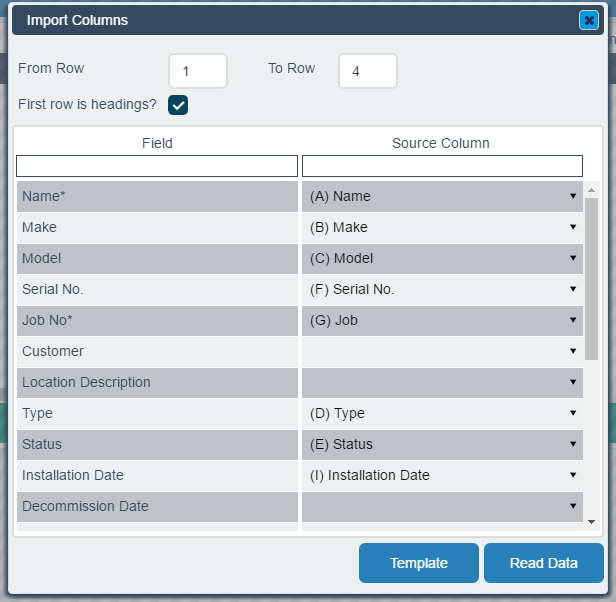 Import Columns
From Row 1 To Row 4
First row is headings?
Field Source Column
Name* (A) Name
Make (B) Make
Model (C) Model
Serial No. (F) Serial No.
Job No* (G) Job
Customer
Location Description
Type (D) Type
Status (E) Status
Installation Date (I) Installation Date
Decommission Date
Template Read Data